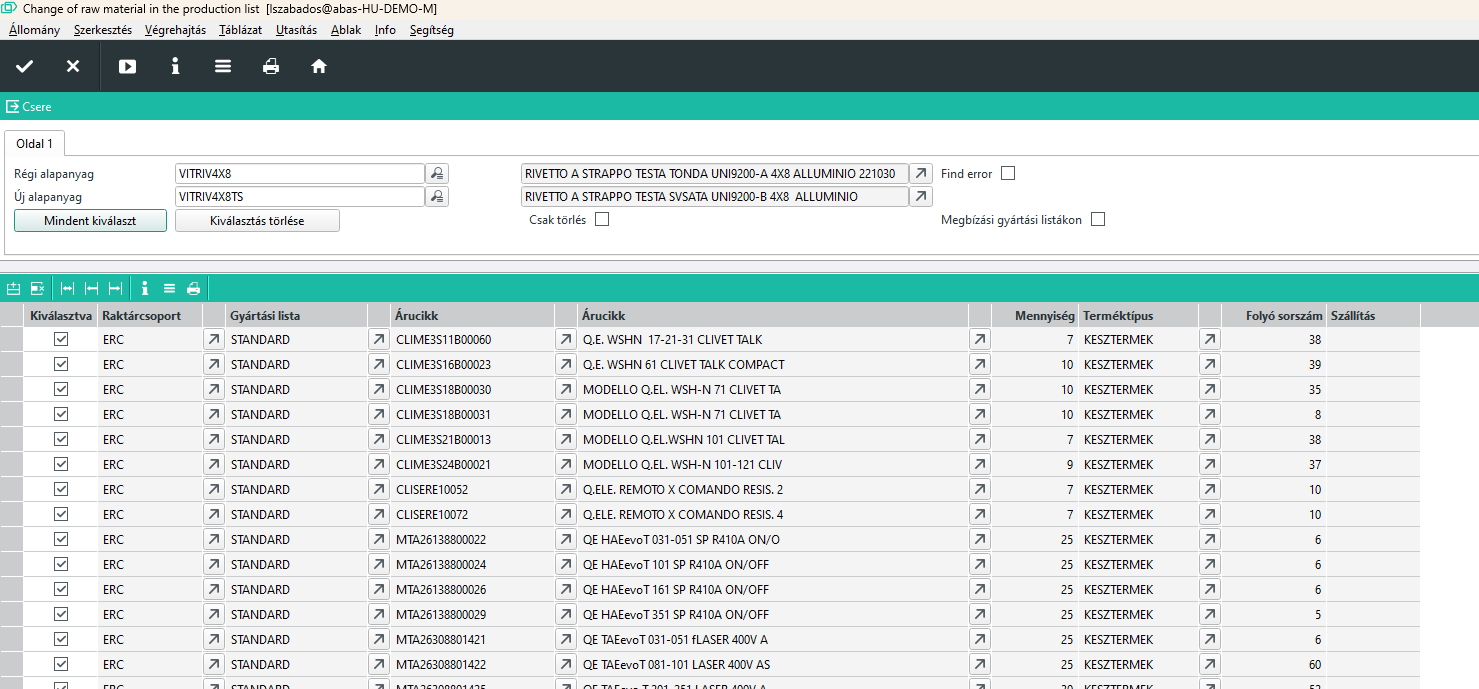 Change of raw material in the production list [lszabados@abas-HU-DEMO-M]
Állomány Szerkesztés Végrehajtás Táblázat Utasítás Ablak Info Segítség
Csere
Oldal 1
Régi alapanyag VITRIV4X8 RIVETTO A STRAPPO TESTA TONDA UNI9200-A 4X8 ALLUMINIO 221030 Find error
Új alapanyag VITRIV4X8TS RIVETTO A STRAPPO TESTA SVSATA UNI9200-B 4X8 ALLUMINIO
Mindent kiválaszt Kiválasztás törlése Csak törlés Megbízási gyártási listákon
Kiválasztva Raktárcsoport Gyártási lista Árucikk Árucikk Mennyiség Terméktípus Folyó sorszám Szállítás
ERC STANDARD CLIME3S11B00060 Q.E. WSHN 17-21-31 CLIVET TALK 7 KESZTERMEK 38
ERC STANDARD CLIME3S16B00023 Q.E. WSHN 61 CLIVET TALK COMPACT 10 KESZTERMEK 39
ERC STANDARD CLIME3S18B00030 MODELLO Q.EL. WSH-N 71 CLIVET TA 10 KESZTERMEK 35
ERC STANDARD CLIME3S18B00031 MODELLO Q.EL. WSH-N 71 CLIVET TA 10 KESZTERMEK 8
ERC STANDARD CLIME3S21B00013 MODELLO Q.EL.WSHN 101 CLIVET TAL 7 KESZTERMEK 38
ERC STANDARD CLIME3S24B00021 MODELLO Q.EL. WSH-N 101-121 CLIV 9 KESZTERMEK 37
ERC STANDARD CLISERE10052 Q.ELE. REMOTO X COMANDO RESIS. 2 7 KESZTERMEK 10
ERC STANDARD CLISERE10072 Q.ELE. REMOTO X COMANDO RESIS. 4 7 KESZTERMEK 10
ERC STANDARD MTA26138800022 QE HAEevoT 031-051 SP R410A ON/O 25 KESZTERMEK 6
ERC STANDARD MTA26138800024 QE HAEevoT 101 SP R410A ON/OFF 25 KESZTERMEK 6
ERC STANDARD MTA26138800026 QE HAEevoT 161 SP R410A ON/OFF 25 KESZTERMEK 6
ERC STANDARD MTA26138800029 QE HAEevoT 351 SP R410A ON/OFF 25 KESZTERMEK 5
ERC STANDARD MTA26308801421 QE TAEevoT 031-051 fLASER 400V A 25 KESZTERMEK 6
ERC STANDARD MTA26308801422 QE TAEevoT 081-101 LASER 400V AS 25 KESZTERMEK 60
ERC STANDARD KESZTERMEK